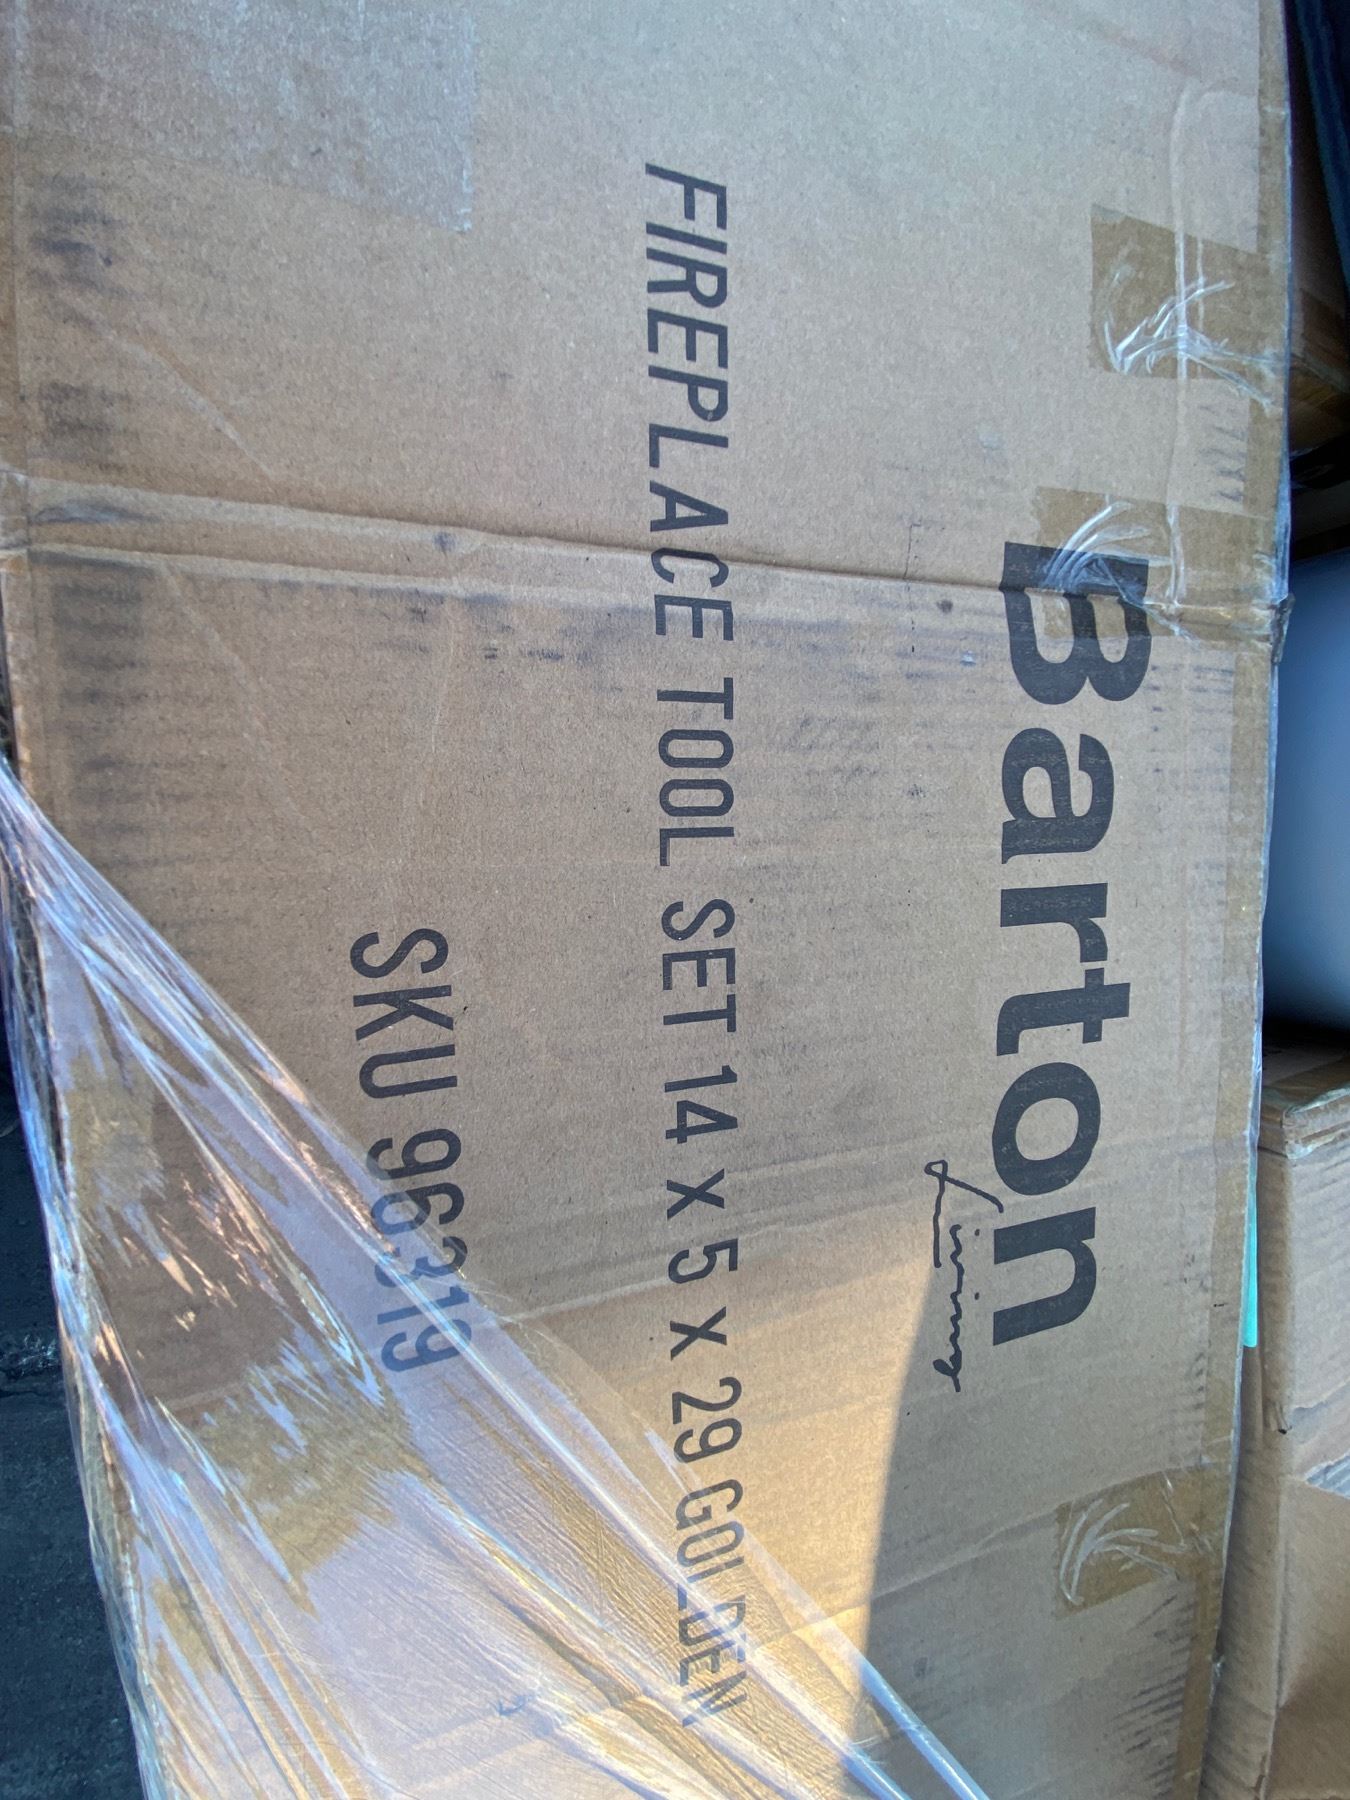 Barton
Living
FIREPLACE TOOL SET 14 x 5 x 29 GOLDEN
SKU 96319